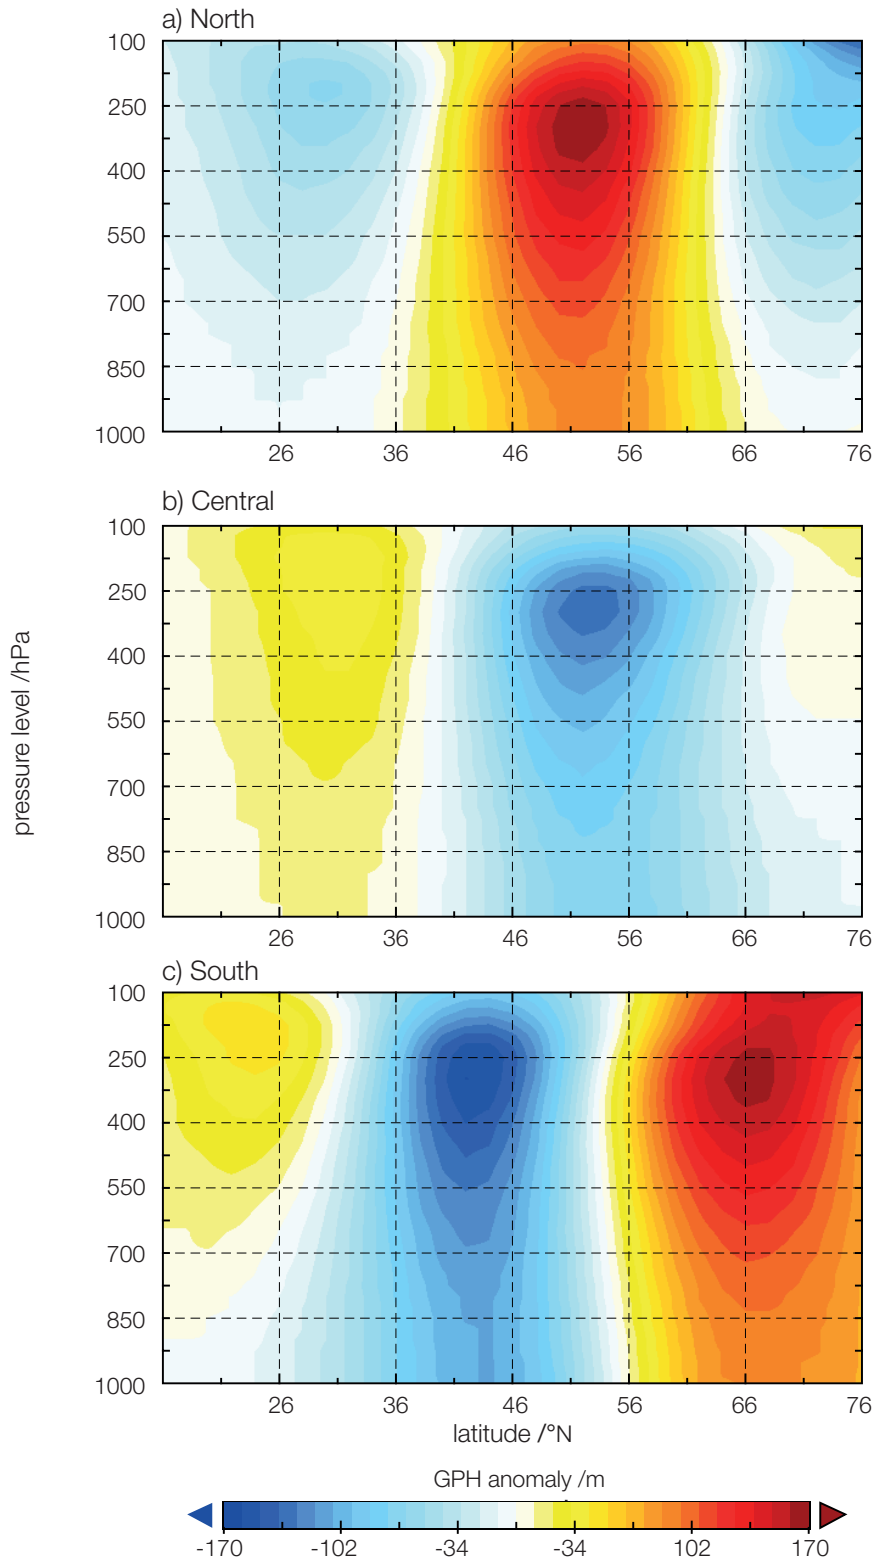 a) North
100
250
400
550
700
850
1000
26 36 46 56 66 76
b) Central
100
250
400
550
700
850
1000
26 36 46 56 66 76
pressure level /hPa
c) South
100
250
400
550
700
850
1000
26 36 46 56 66 76
latitude /°N
GPH anomaly /m
-170 -102 -34 -34 102 170